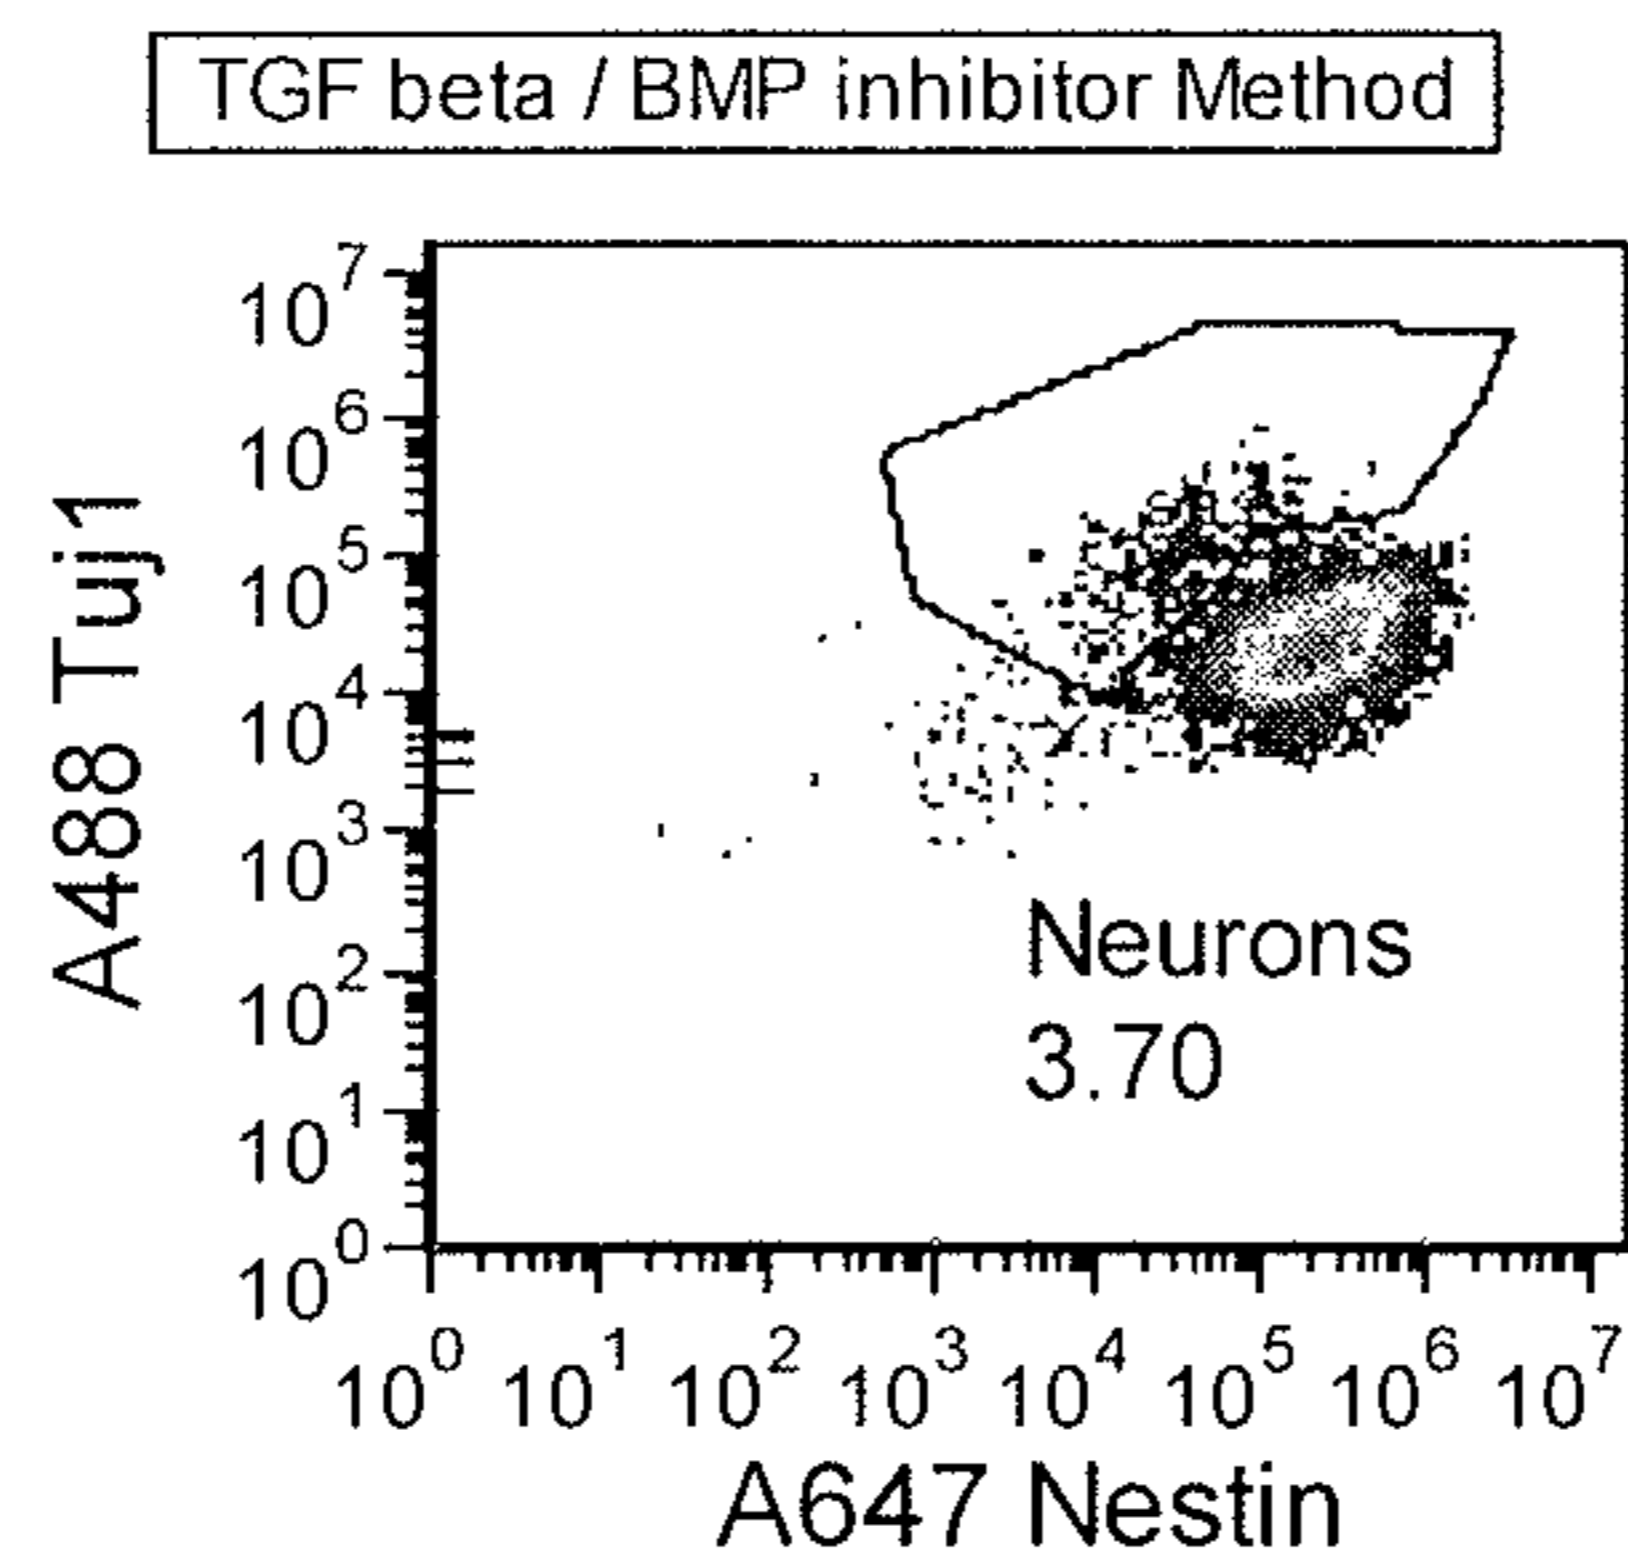 TGF beta / BMP inhibitor Method
10^7
10^6
10^5
10^4
10^3
10^2
10^1
10^0
A488 Tuj1
Neurons
3.70
10^0 10^1 10^2 10^3 10^4 10^5 10^6 10^7
A647 Nestin